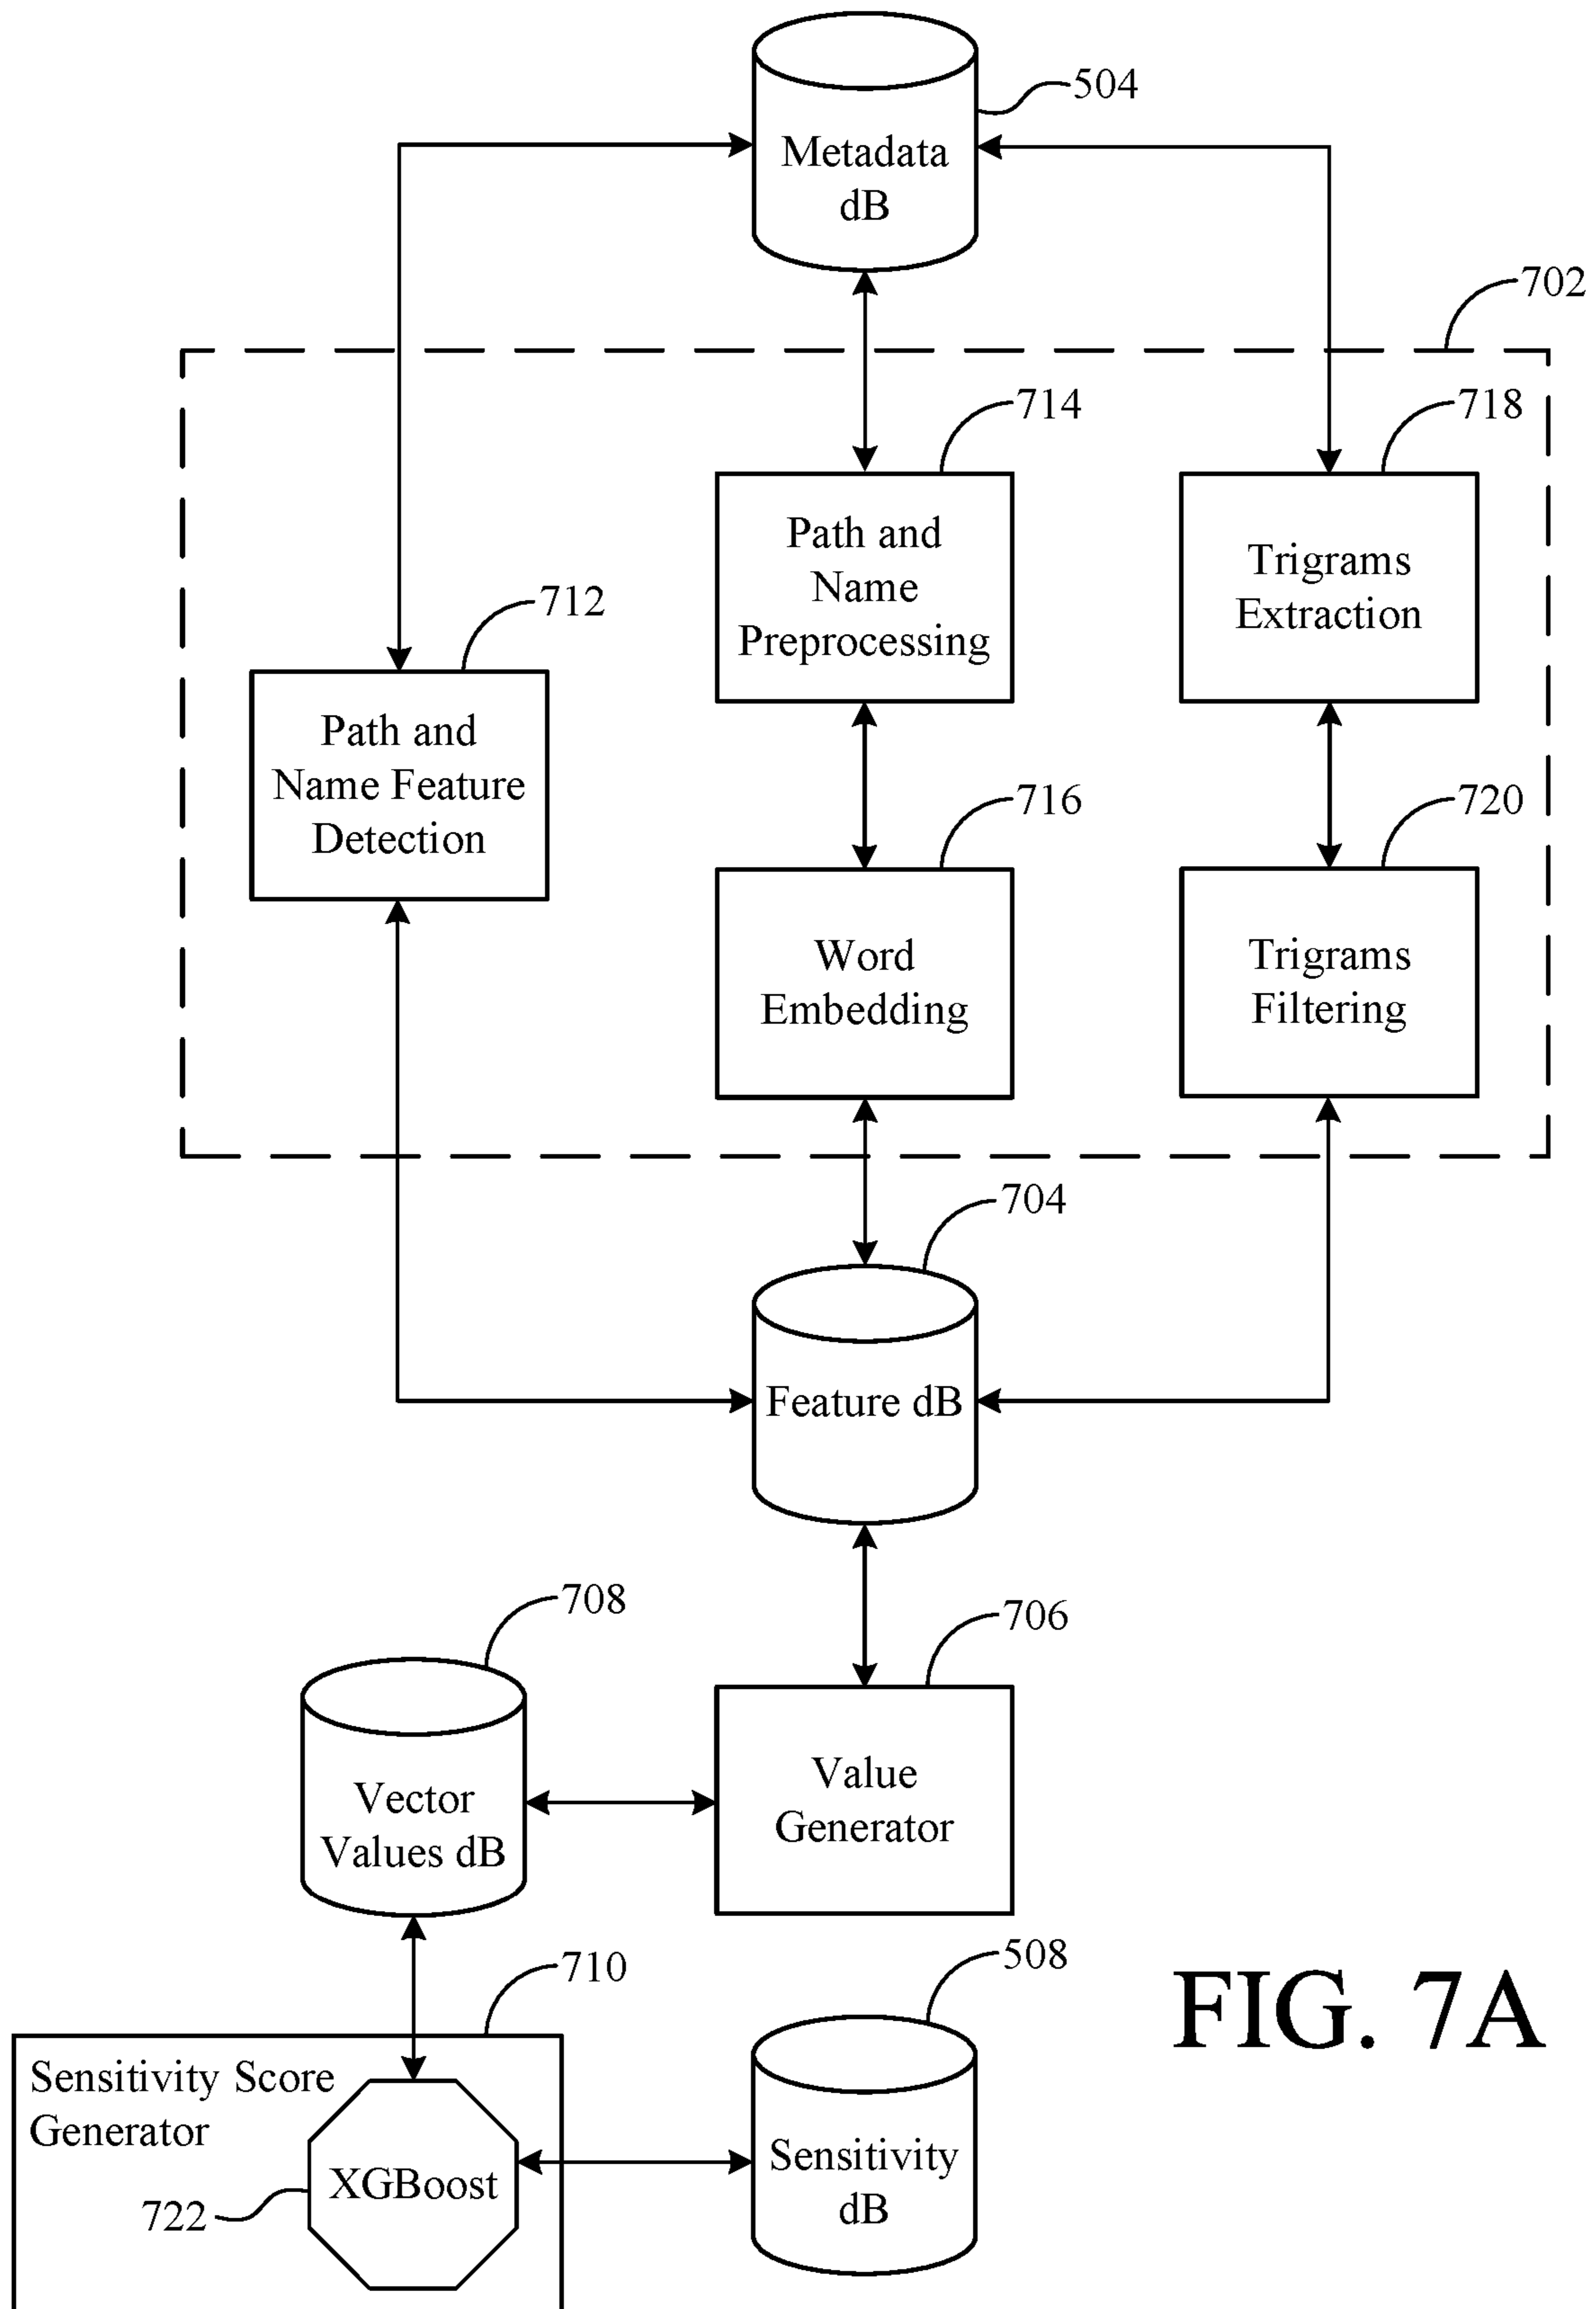 504
Metadata
dB
702
714
718
Path and
Name
Preprocessing
Trigrams
Extraction
712
Path and
Name Feature
Detection
716
720
Word
Embedding
Trigrams
Filtering
704
Feature dB
708
706
Vector
Values dB
Value
Generator
710
508
FIG. 7A
Sensitivity Score
Generator
XGBoost
722
Sensitivity
dB